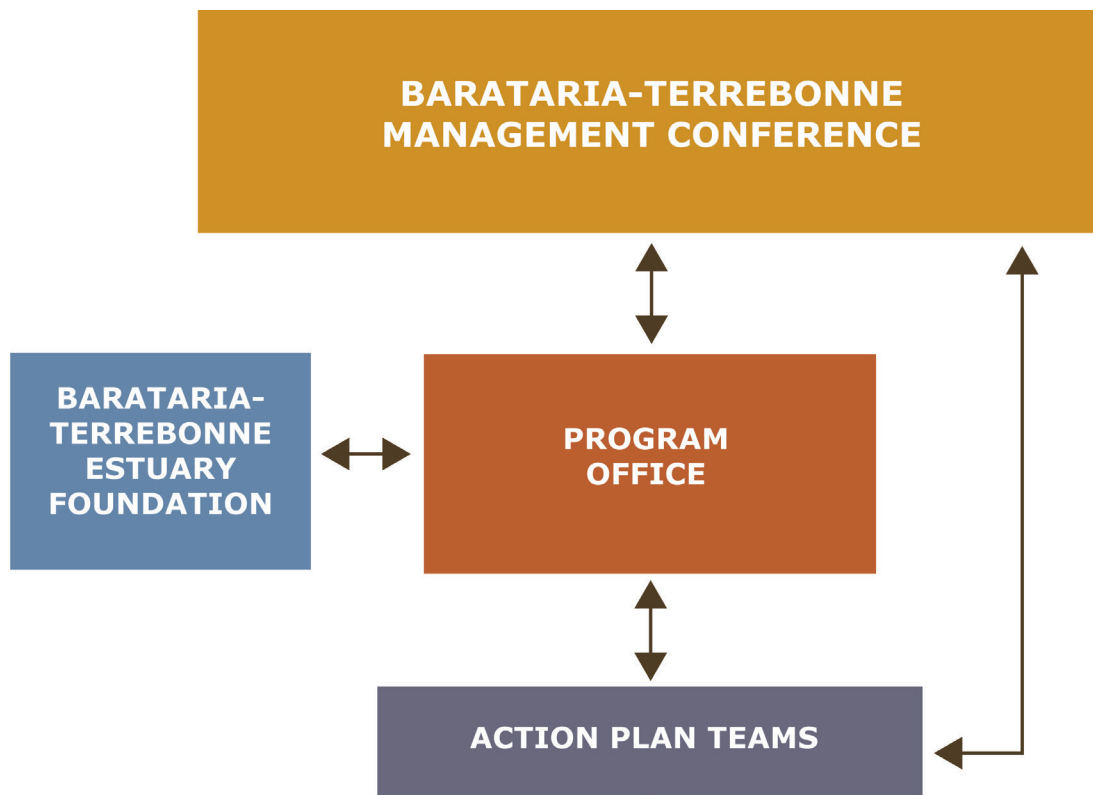 BARATARIA-TERREBONNE
MANAGEMENT CONFERENCE
BARATARIA-
TERREBONNE
ESTUARY
FOUNDATION
PROGRAM
OFFICE
ACTION PLAN TEAMS